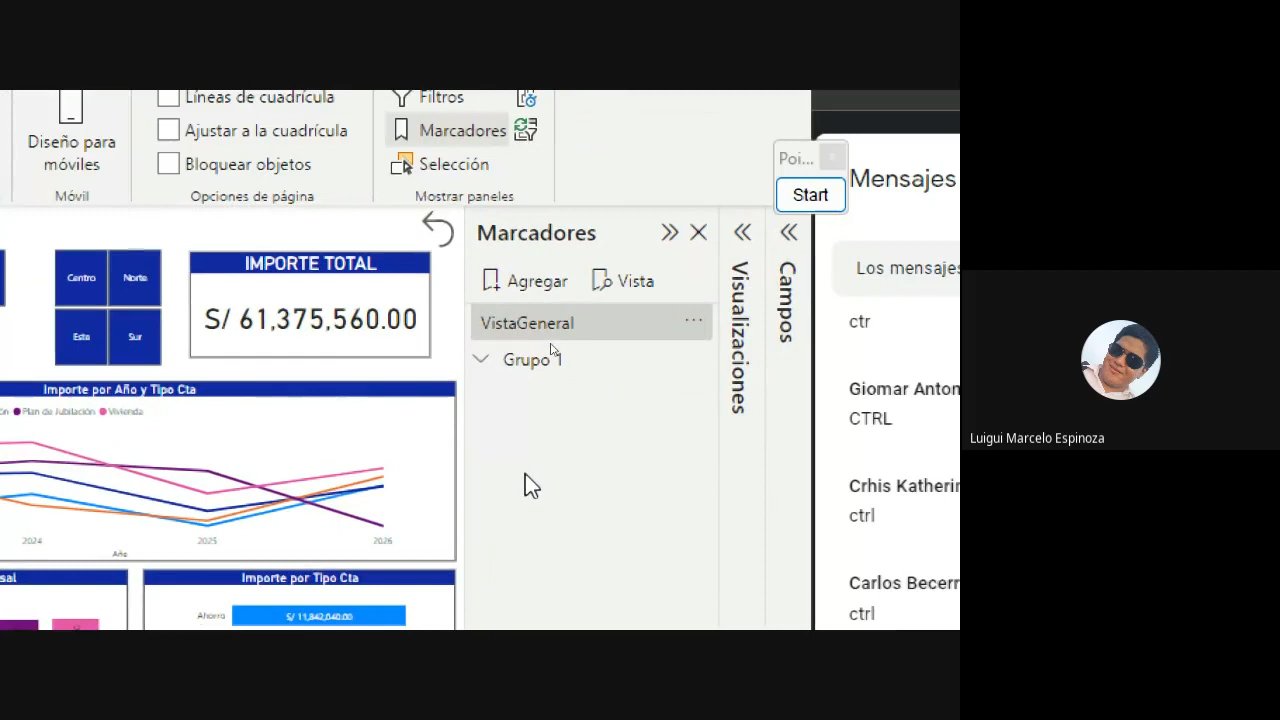 Líneas de cuadrícula
Filtros
Diseño para
móviles
Ajustar a la cuadrícula
Marcadores
Bloquear objetos
Selección
Móvil
Opciones de página
Mostrar paneles
Poi...
Start
Mensajes
Marcadores
Agregar
Vista
VistaGeneral
...
Grupo 1
Visualizaciones
Campos
Centro
Norte
Este
Sur
IMPORTE TOTAL
S/ 61,375,560.00
Importe por Año y Tipo Cta
ón
Plan de Jubilación
Vivienda
2024
2025
2026
Año
sal
Importe por Tipo Cta
Ahorro
S/ 11,842,040.00
Los mensajes
ctr
Giomar Anton
CTRL
Crhis Katherin
ctrl
Carlos Becerr
ctrl
Luigui Marcelo Espinoza